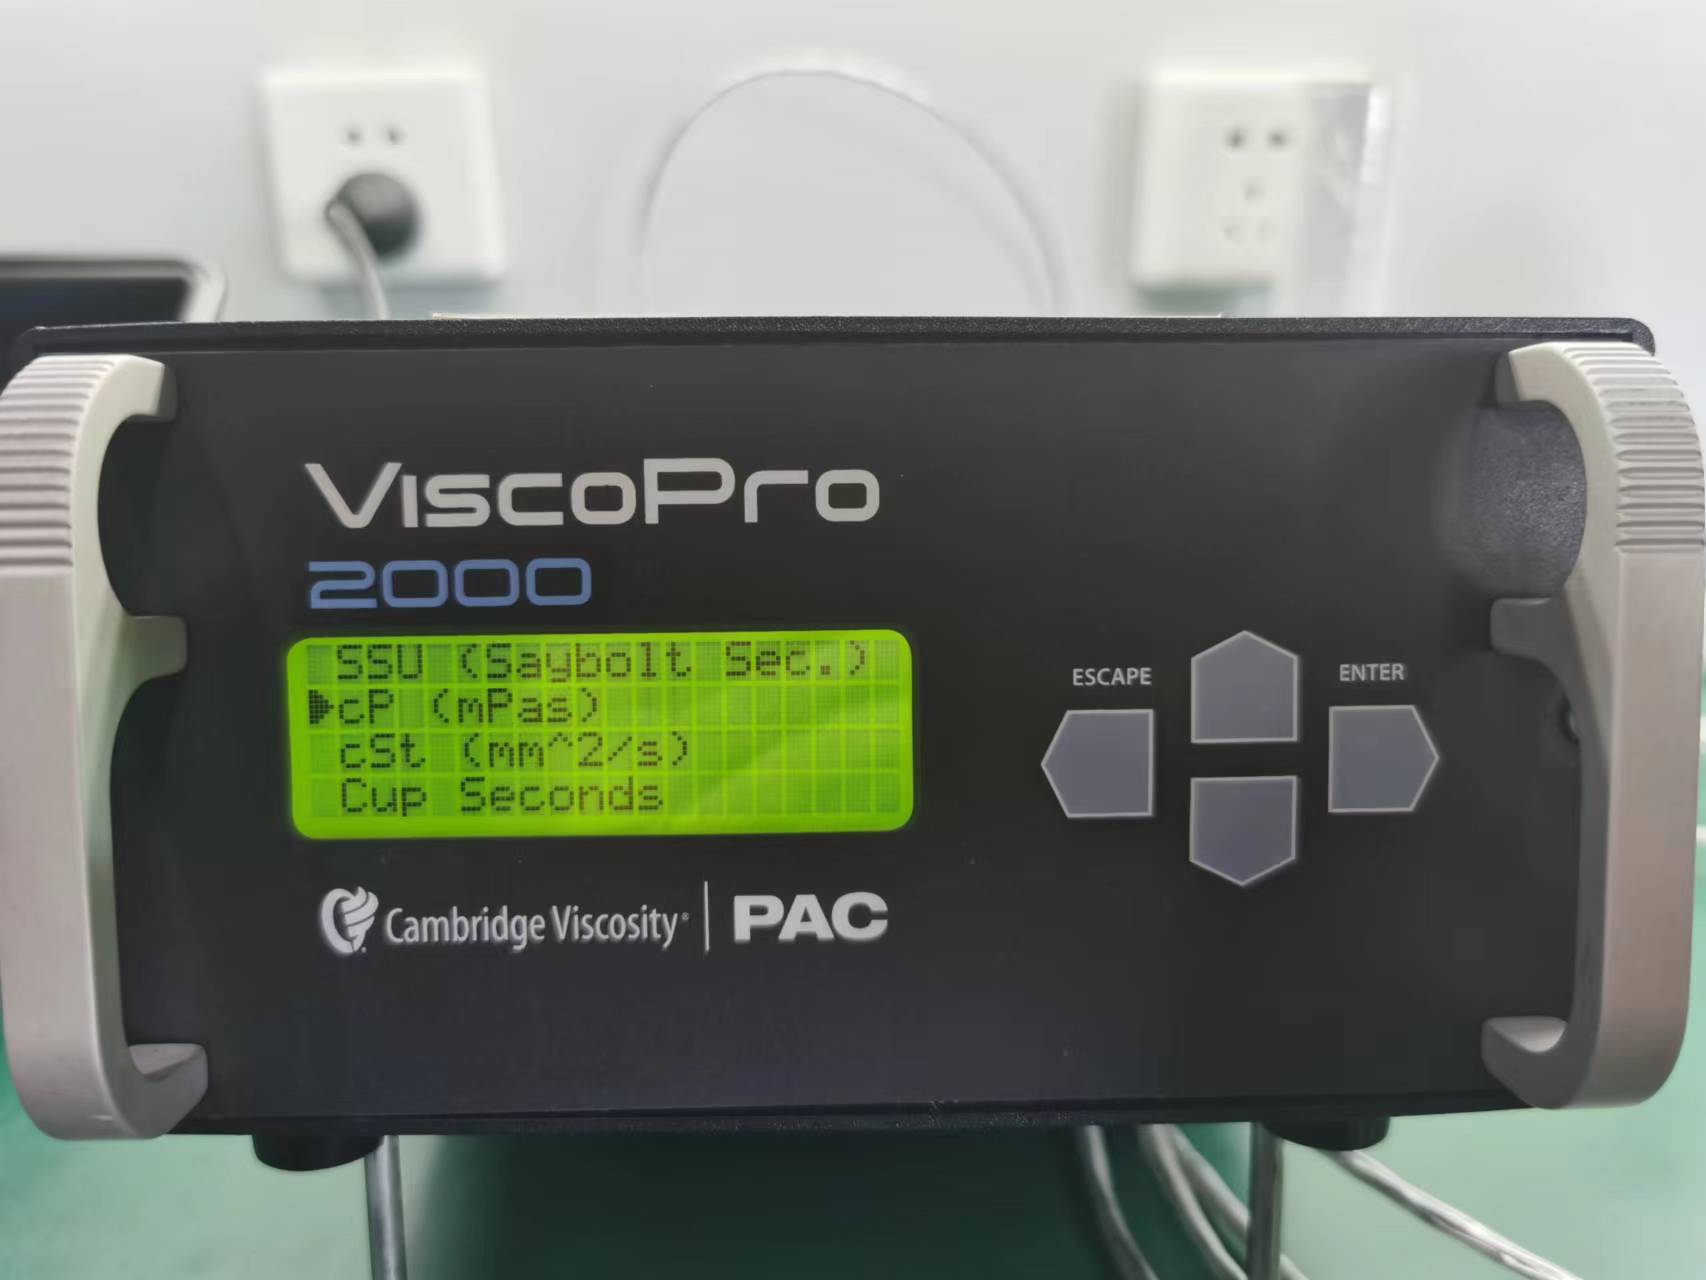 ViscoPro
2000
SSU (Saybolt Sec.)
cP (mPas)
cSt (mm^2/s)
Cup Seconds
ESCAPE
ENTER
Cambridge Viscosity® | PAC